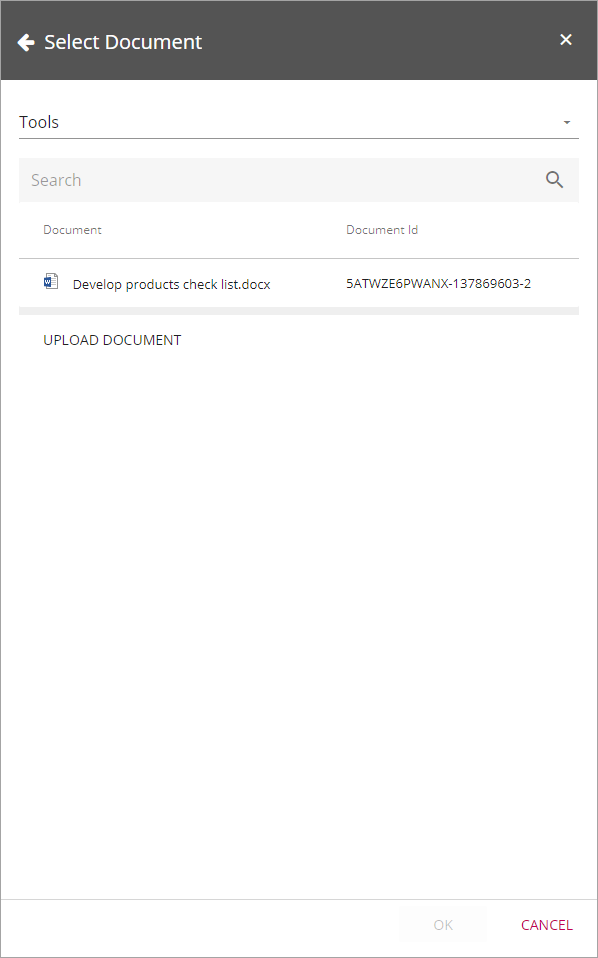 Select Document
Tools
Search
Document Document Id
Develop products check list.docx 5ATWZE6PWANX-137869603-2
UPLOAD DOCUMENT
OK CANCEL